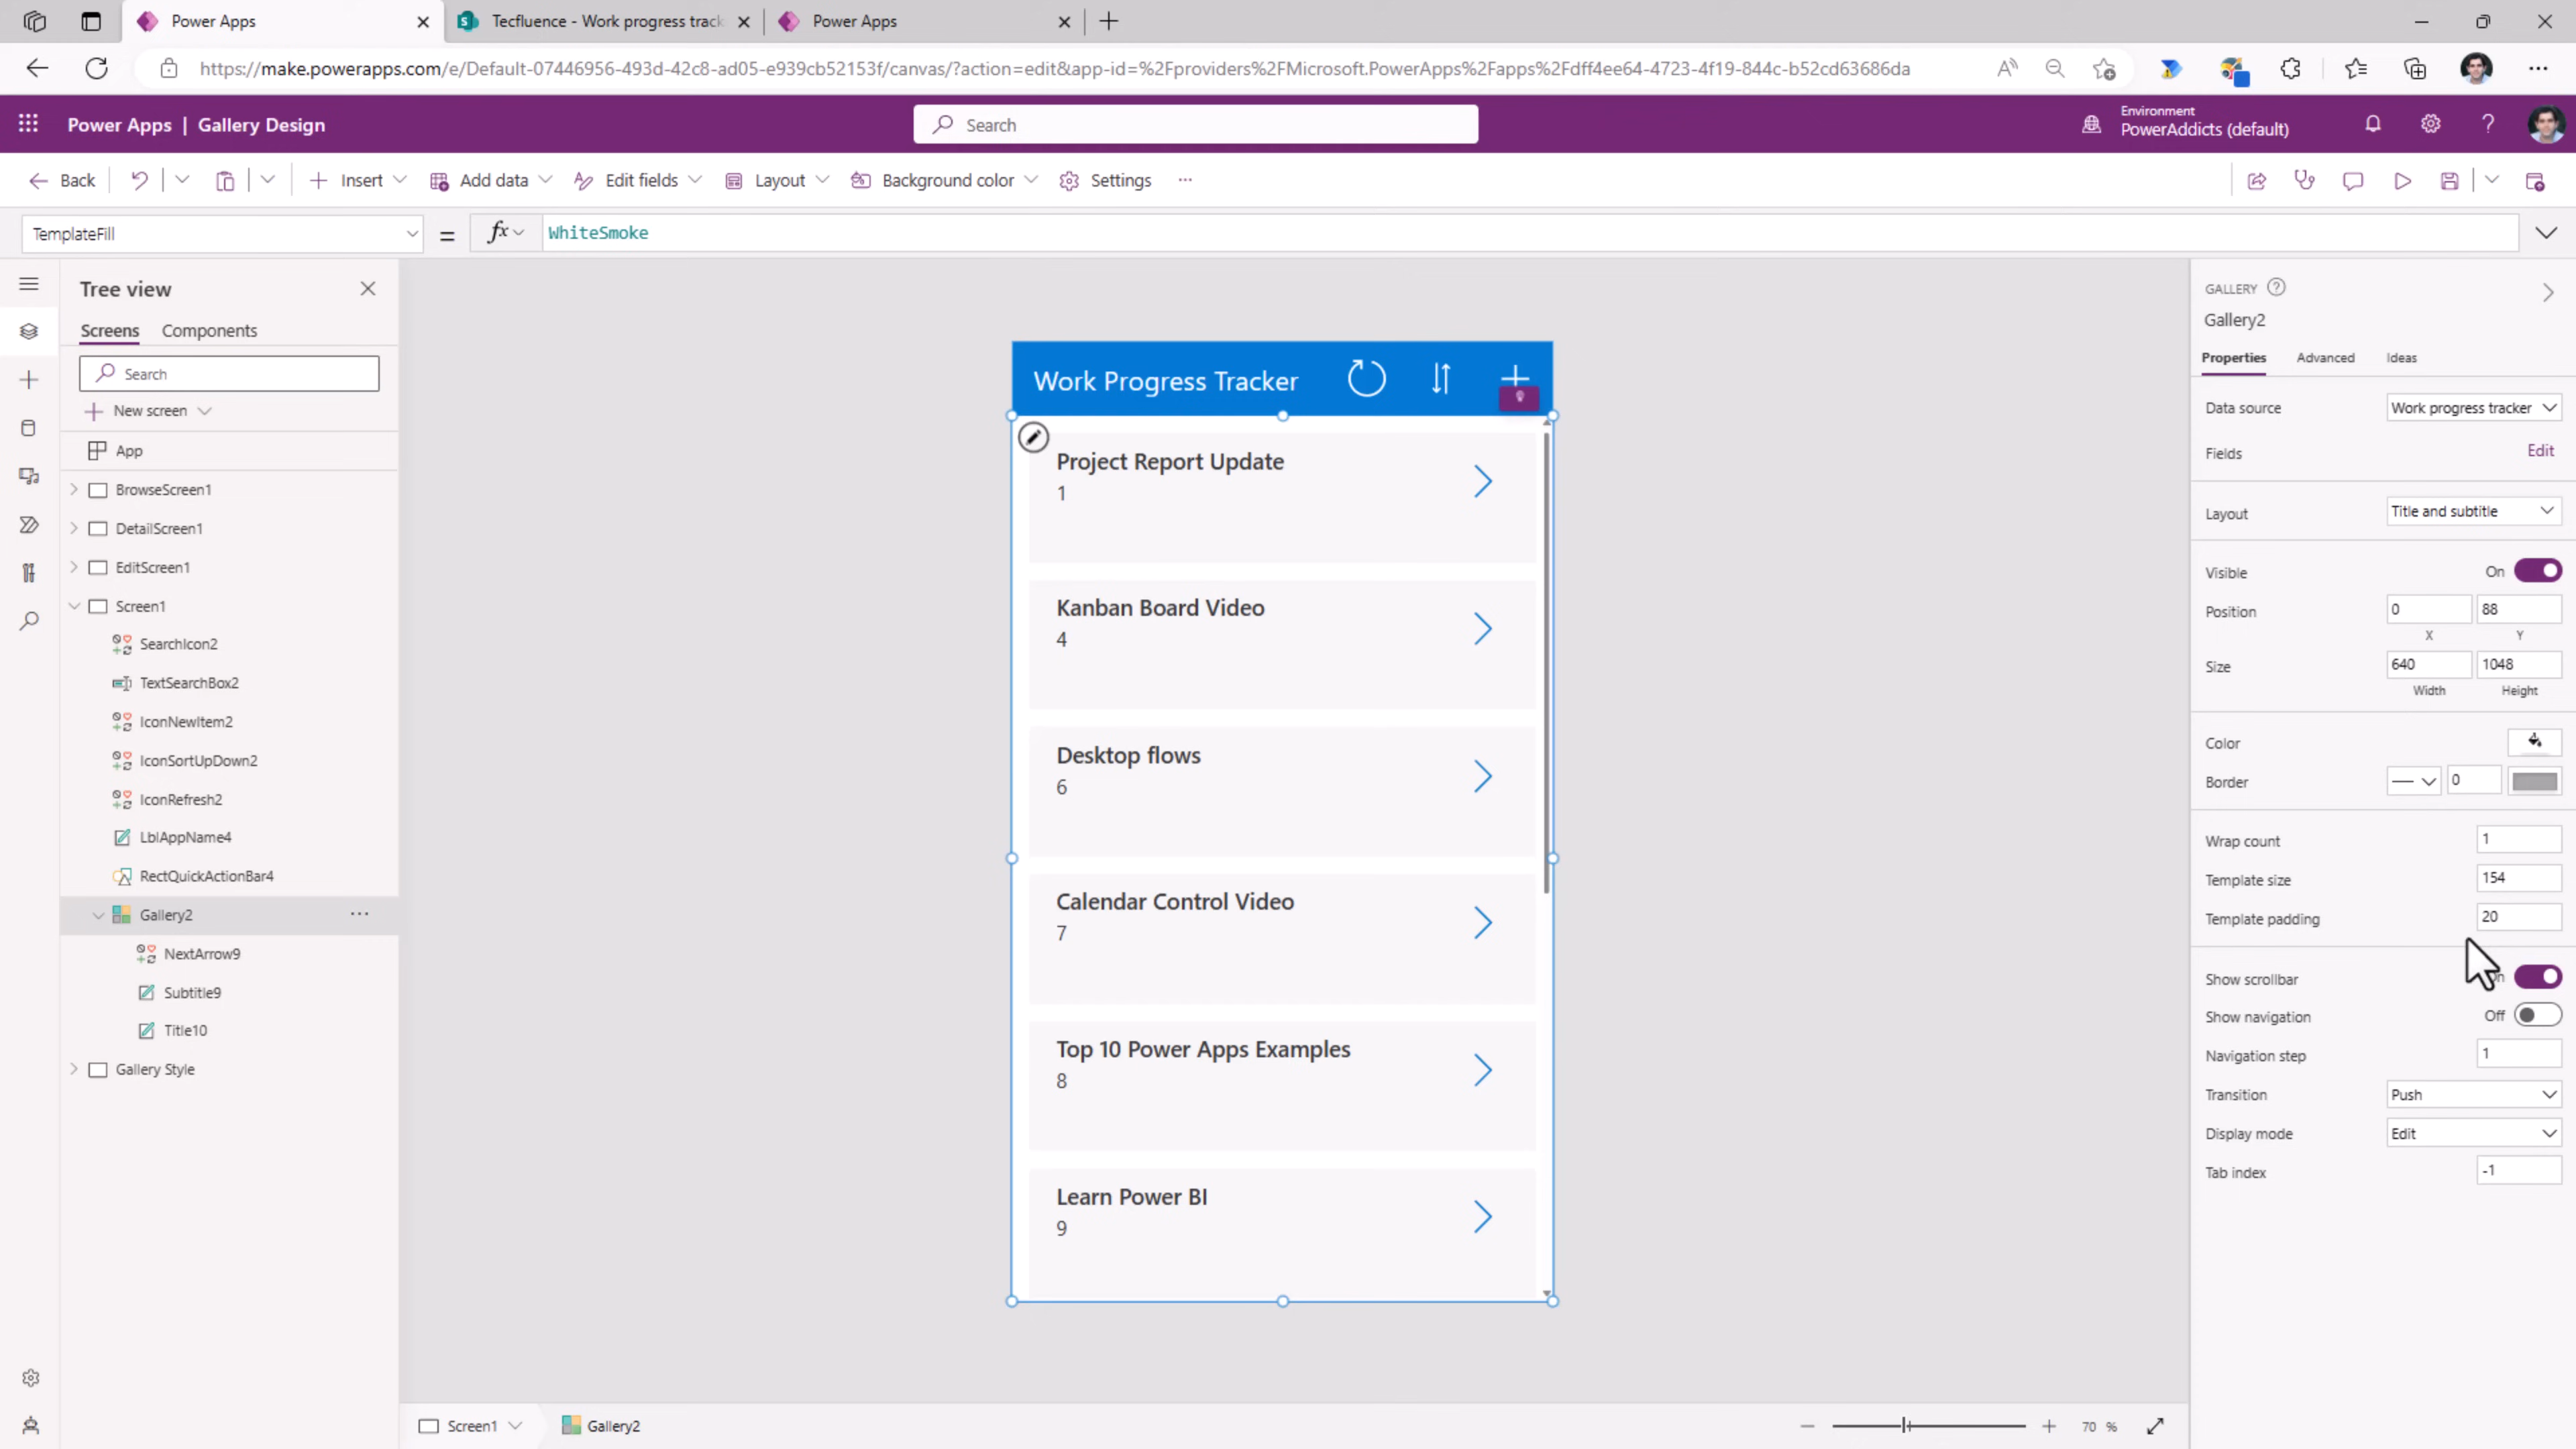 Power Apps
Tecfluence - Work progress track
Power Apps
https://make.powerapps.com/e/Default-07446956-493d-42c8-ad05-e939cb52153f/canvas/?action=edit&app-id=%2Fproviders%2FMicrosoft.PowerApps%2Fapps%2Fdff4ee64-4723-4f19-844c-b52cd63686da
Power Apps | Gallery Design
Search
Environment
PowerAddicts (default)
Back
Insert
Add data
Edit fields
Layout
Background color
Settings
TemplateFill
=
fx
WhiteSmoke
Tree view
Screens
Components
Search
New screen
App
BrowseScreen1
DetailScreen1
EditScreen1
Screen1
SearchIcon2
TextSearchBox2
IconNewItem2
IconSortUpDown2
IconRefresh2
LblAppName4
RectQuickActionBar4
Gallery2
NextArrow9
Subtitle9
Title10
Gallery Style
Work Progress Tracker
Project Report Update
1
Kanban Board Video
4
Desktop flows
6
Calendar Control Video
7
Top 10 Power Apps Examples
8
Learn Power BI
9
Screen1
Gallery2
70 %
GALLERY
Gallery2
Properties
Advanced
Ideas
Data source
Work progress tracker
Fields
Edit
Layout
Title and subtitle
Visible
On
Position
0
88
X
Y
Size
640
1048
Width
Height
Color
Border
0
Wrap count
1
Template size
154
Template padding
20
Show scrollbar
Show navigation
Off
Navigation step
1
Transition
Push
Display mode
Edit
Tab index
-1